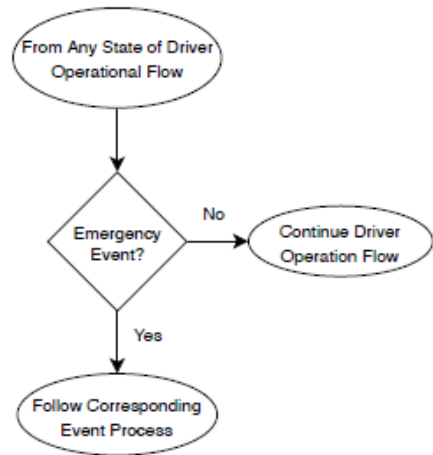 From Any State of Driver
Operational Flow
Emergency
Event?
No
Continue Driver
Operation Flow
Yes
Follow Corresponding
Event Process